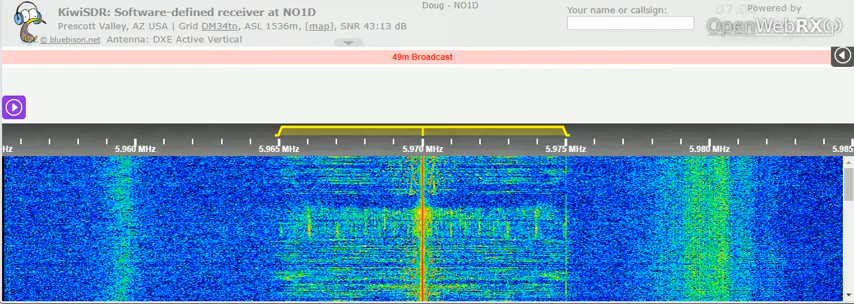 Doug - NO1D
KiwiSDR: Software-defined receiver at NO1D
Prescott Valley, AZ USA | Grid DM34tn, ASL 1536m, [map], SNR 43:13 dB
© bluebison.net Antenna: DXE Active Vertical
Your name or callsign:
Powered by
OpenWebRX
49m Broadcast
Hz 5.960 MHz 5.965 MHz 5.970 MHz 5.975 MHz 5.980 MHz 5.985